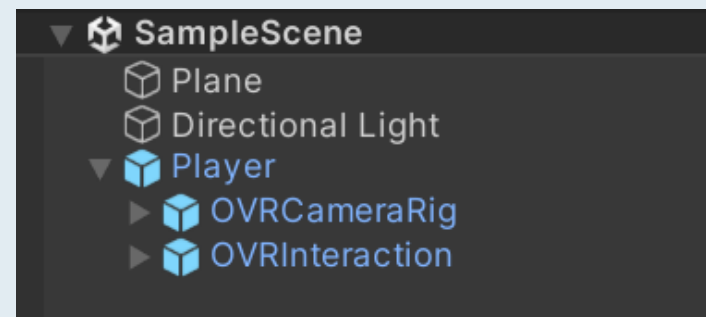 SampleScene
Plane
Directional Light
Player
OVRCameraRig
OVRInteraction